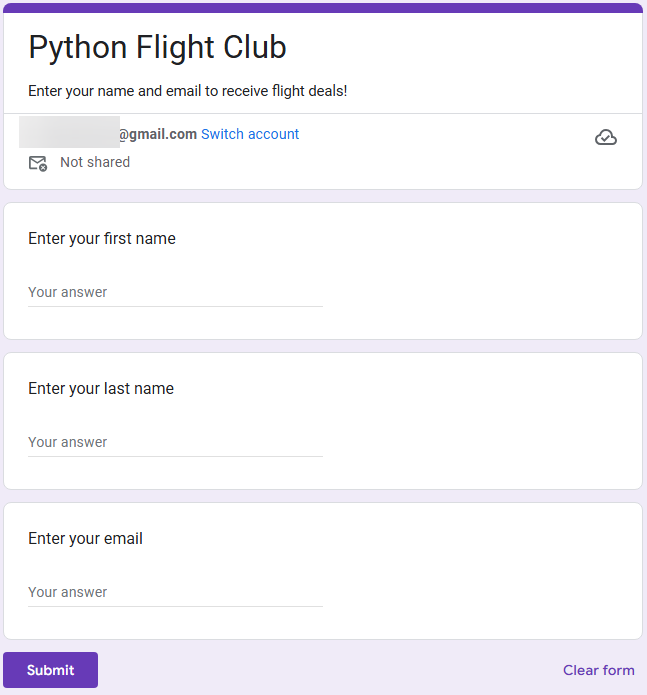 Python Flight Club
Enter your name and email to receive flight deals!
@gmail.com Switch account
Not shared
Enter your first name
Your answer
Enter your last name
Your answer
Enter your email
Your answer
Submit Clear form